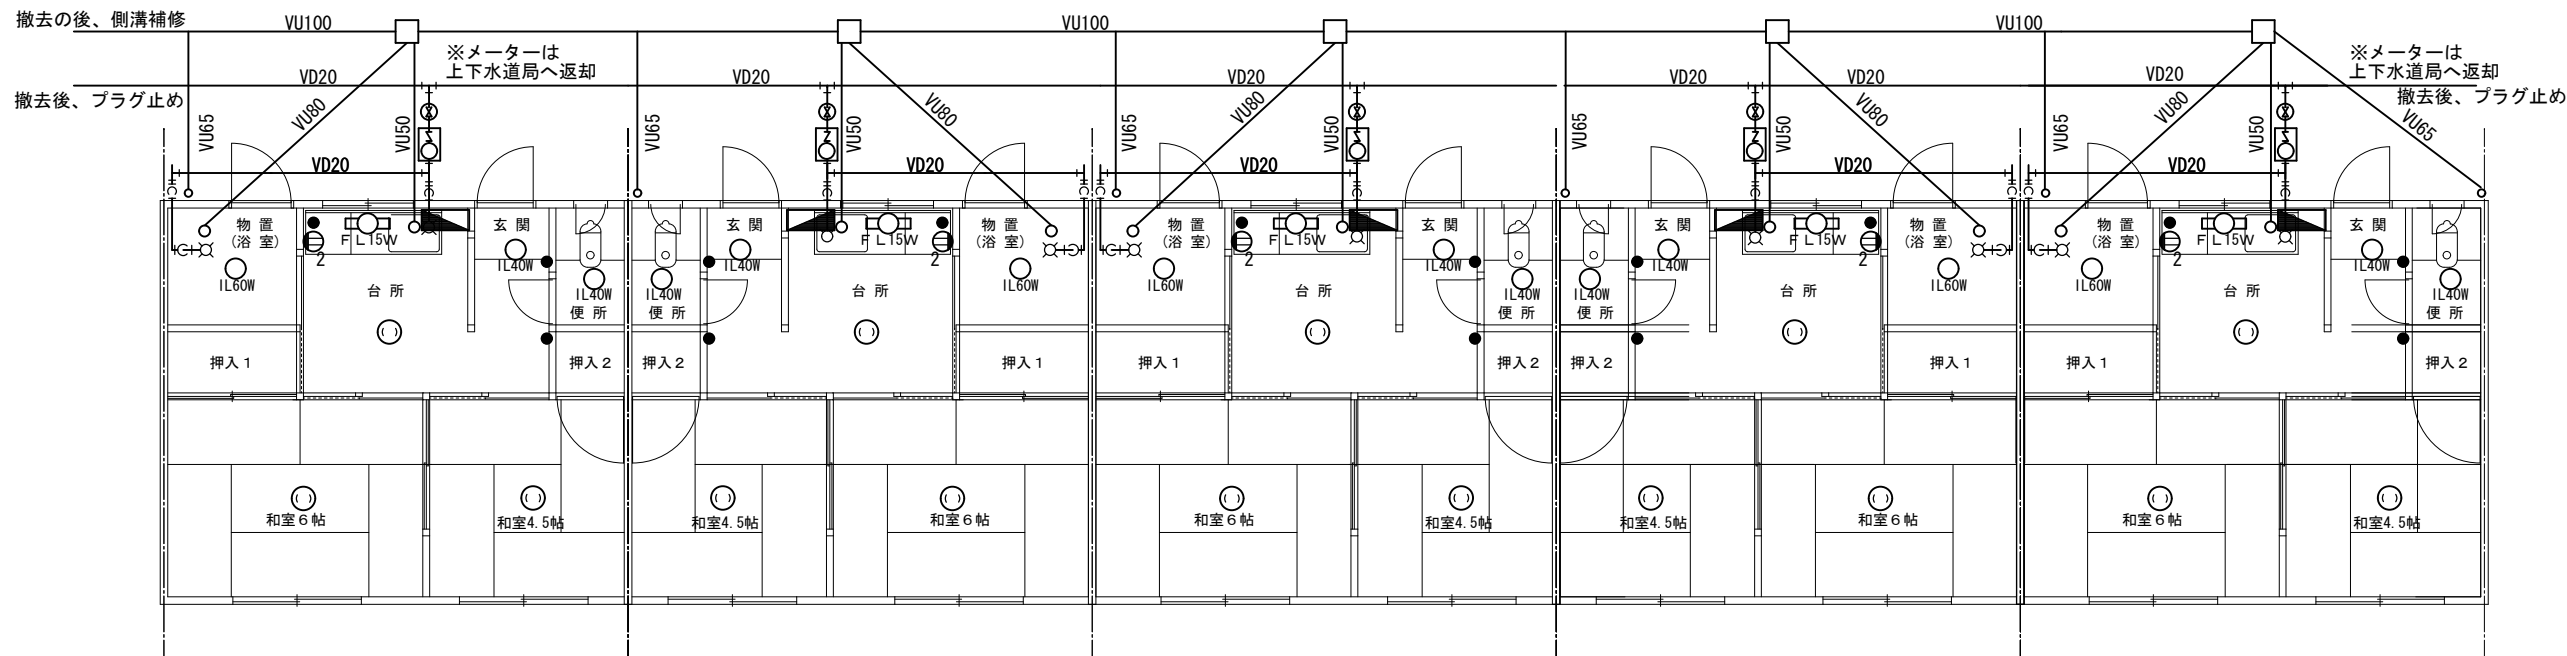 撤去の後、側溝補修
VU100
VU100
VU100
※メーターは
上下水道局へ返却
※メーターは
上下水道局へ返却
VD20
VD20
VD20
VD20
VD20
VD20
撤去後、プラグ止め
撤去後、プラグ止め
VU65
VU80
VU50
VU65
VU50
VU80
VU65
VU80
VU50
VU65
VU50
VU80
VU65
VU80
VU50
VU65
VD20
VD20
VD20
VD20
VD20
物置
(浴室)
FL15W
玄関
玄関
FL15W
物置
(浴室)
物置
(浴室)
FL15W
玄関
玄関
FL15W
物置
(浴室)
物置
(浴室)
FL15W
玄関
2
IL40W
IL40W
2
2
IL40W
IL40W
2
2
IL40W
IL60W
IL40W
IL40W
IL60W
IL60W
IL40W
IL40W
IL60W
IL60W
IL40W
台所
便所
便所
台所
台所
便所
便所
台所
台所
便所
押入1
押入2
押入2
押入1
押入1
押入2
押入2
押入1
押入1
押入2
和室6帖
和室4.5帖
和室4.5帖
和室6帖
和室6帖
和室4.5帖
和室4.5帖
和室6帖
和室6帖
和室4.5帖